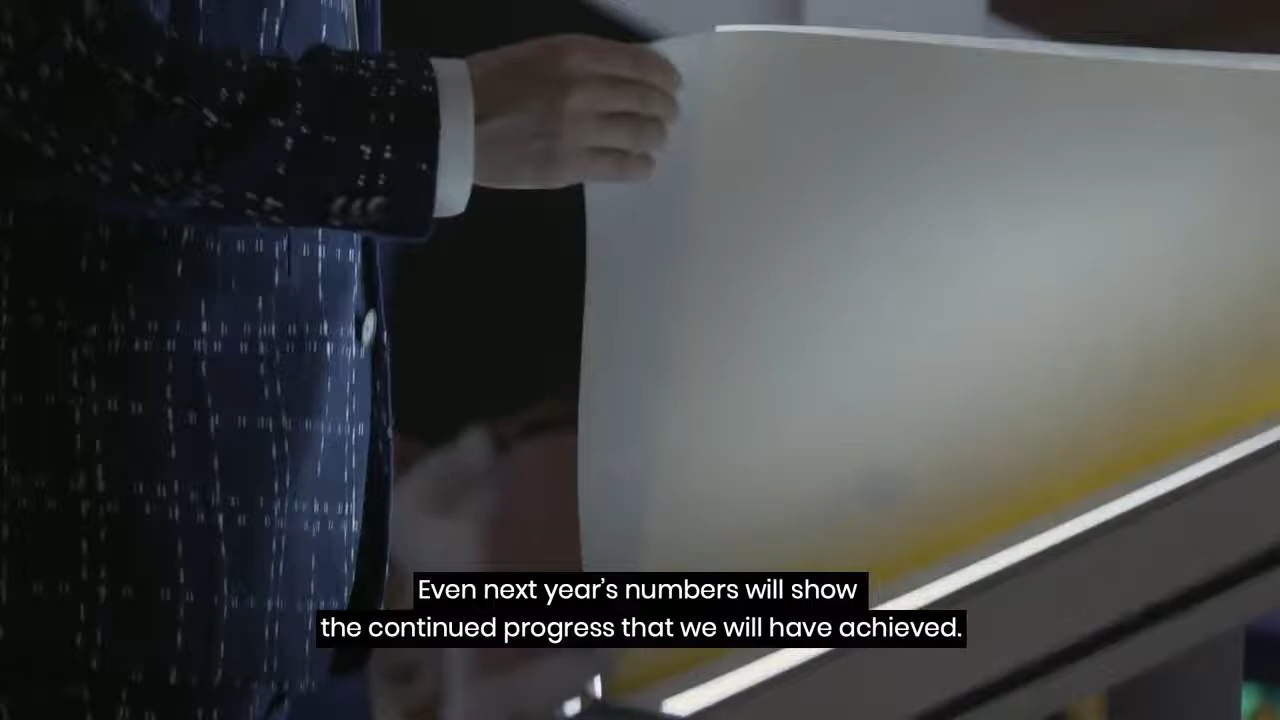 Even next year's numbers will show
the continued progress that we will have achieved.